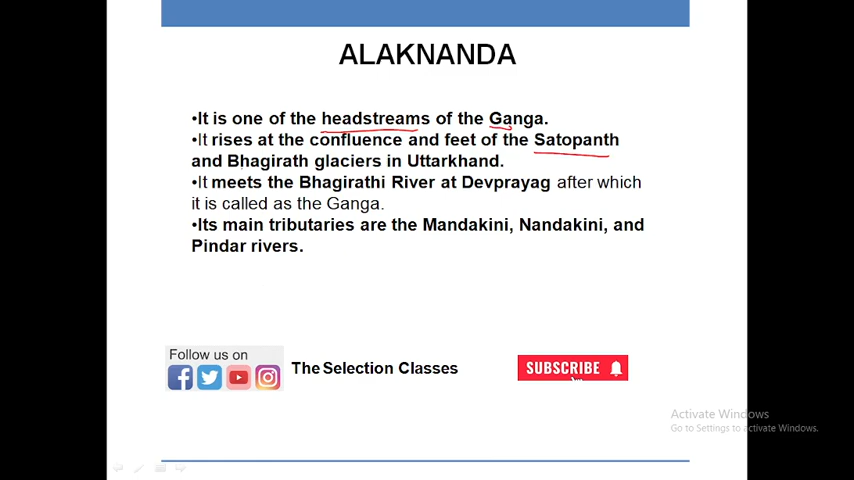 ALAKNANDA
•It is one of the headstreams of the Ganga.
•It rises at the confluence and feet of the Satopanth
and Bhagirath glaciers in Uttarkhand.
•It meets the Bhagirathi River at Devprayag after which
it is called as the Ganga.
•Its main tributaries are the Mandakini, Nandakini, and
Pindar rivers.
Follow us on
The Selection Classes
SUBSCRIBE
Activate Windows
Go to Settings to activate Windows.